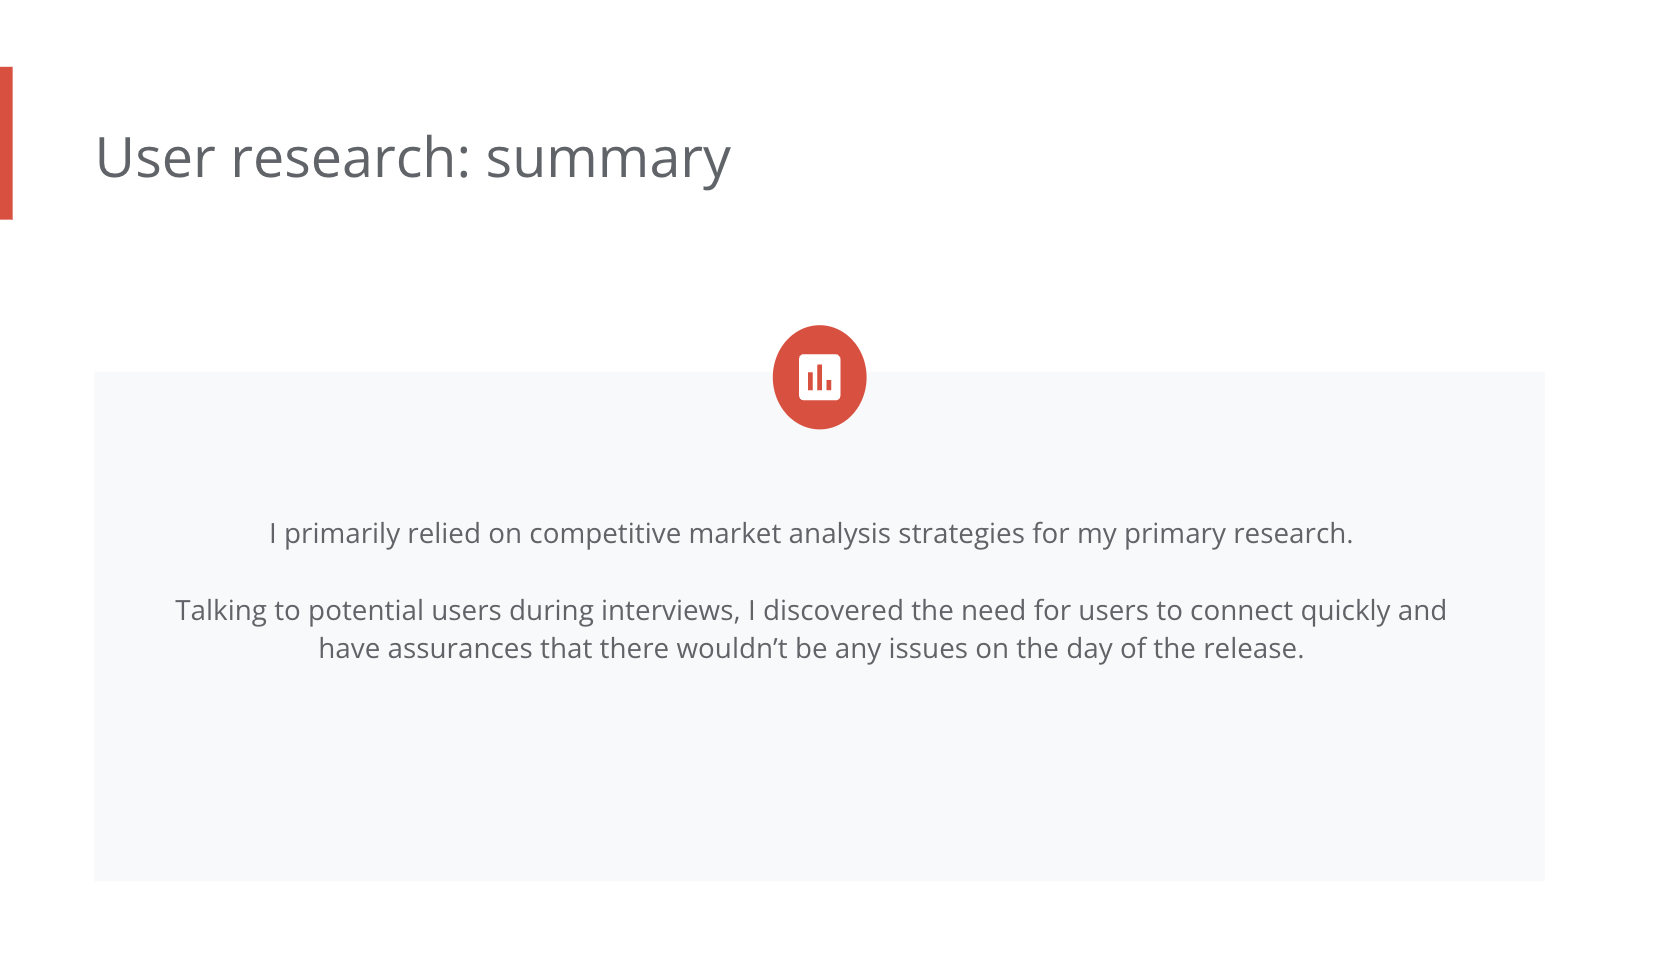 User research: summary
I primarily relied on competitive market analysis strategies for my primary research.
Talking to potential users during interviews, I discovered the need for users to connect quickly and
have assurances that there wouldn’t be any issues on the day of the release.